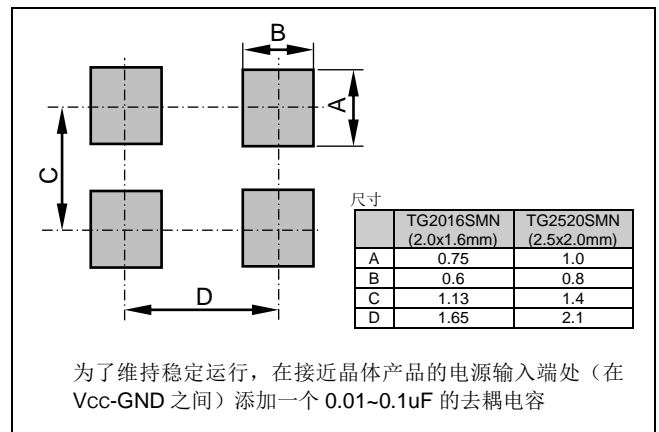 B
A
C
D
尺寸
TG2016SMN TG2520SMN
(2.0x1.6mm) (2.5x2.0mm)
A 0.75 1.0
B 0.6 0.8
C 1.13 1.4
D 1.65 2.1
为了维持稳定运行，在接近晶体产品的电源输入端处（在
Vcc-GND 之间）添加一个 0.01~0.1uF 的去耦电容